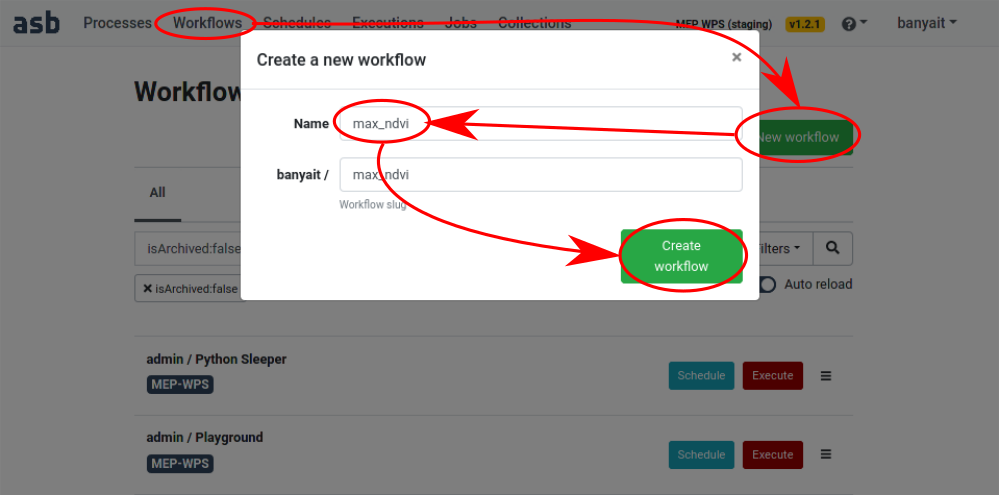 asb Processes Workflows Schedules Executions Jobs Collections MEP WPS (staging) v1.2.1 banyait
Create a new workflow ×
Workflow
Name max_ndvi
New workflow
banyait / max_ndvi
All
Workflow slug
Create
workflow
isArchived:false
ilters
× isArchived:false
Auto reload
admin / Python Sleeper
MEP-WPS
Schedule Execute
admin / Playground
MEP-WPS
Schedule Execute